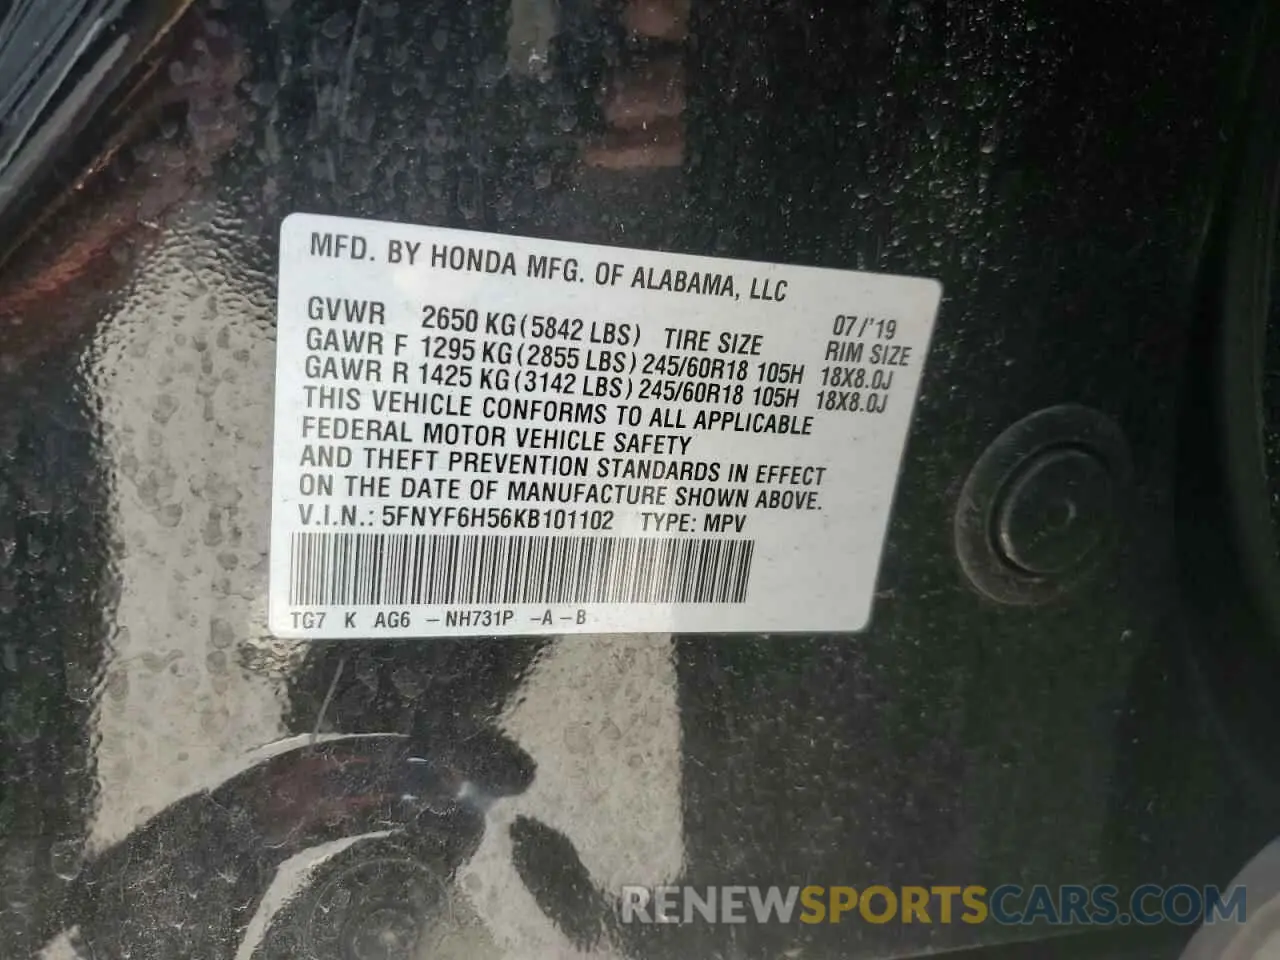 MFD. BY HONDA MFG. OF ALABAMA, LLC
07/'19
GVWR 2650 KG (5842 LBS) TIRE SIZE RIM SIZE
GAWR F 1295 KG (2855 LBS) 245/60R18 105H 18X8.0J
GAWR R 1425 KG (3142 LBS) 245/60R18 105H 18X8.0J
THIS VEHICLE CONFORMS TO ALL APPLICABLE
FEDERAL MOTOR VEHICLE SAFETY
AND THEFT PREVENTION STANDARDS IN EFFECT
ON THE DATE OF MANUFACTURE SHOWN ABOVE.
V.I.N.: 5FNYF6H56KB101102 TYPE: MPV
TG7 K AG6 - NH731P - A - B
RENEWSPORTSCARS.COM